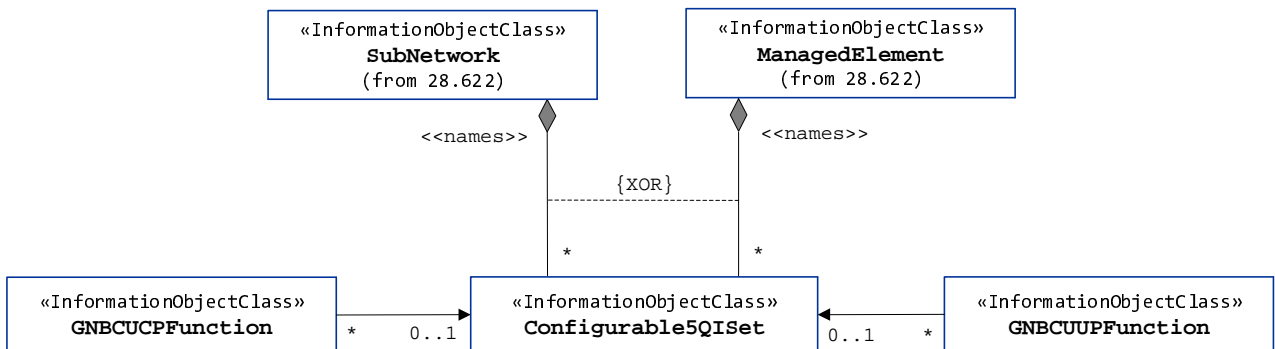 «InformationObjectClass»
SubNetwork
(from 28.622)
«InformationObjectClass»
ManagedElement
(from 28.622)
<<names>>
<<names>>
{XOR}
*
*
«InformationObjectClass»
GNBCUCPFunction
*
0..1
«InformationObjectClass»
Configurable5QISet
0..1
*
«InformationObjectClass»
GNBCUUPFunction